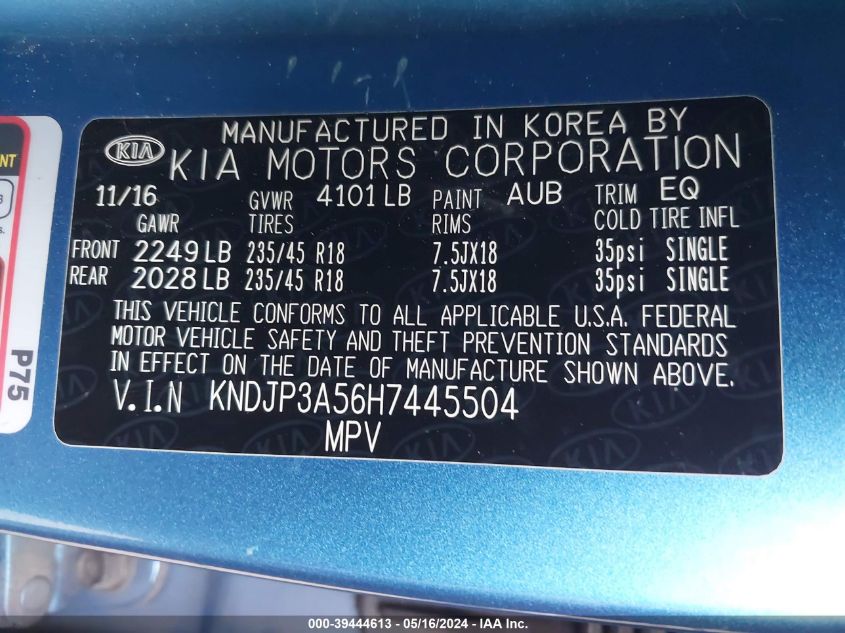 MANUFACTURED IN KOREA BY
KIA KIA MOTORS CORPORATION
11/16 GVWR 4101 LB PAINT AUB TRIM EQ
GAWR TIRES RIMS COLD TIRE INFL
FRONT 2249 LB 235/45 R18 7.5JX18 35psi SINGLE
REAR 2028 LB 235/45 R18 7.5JX18 35psi SINGLE
THIS VEHICLE CONFORMS TO ALL APPLICABLE U.S.A. FEDERAL
MOTOR VEHICLE SAFETY AND THEFT PREVENTION STANDARDS
IN EFFECT ON THE DATE OF MANUFACTURE SHOWN ABOVE.
V.I.N KNDJP3A56H7445504
MPV
P75
000-39444613 - 05/16/2024 - IAA Inc.